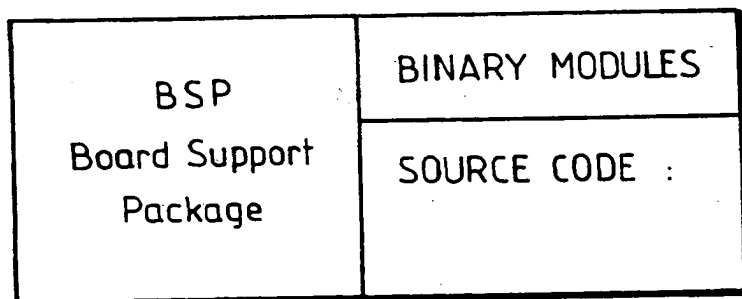 BSP
Board Support
Package
BINARY MODULES
SOURCE CODE :